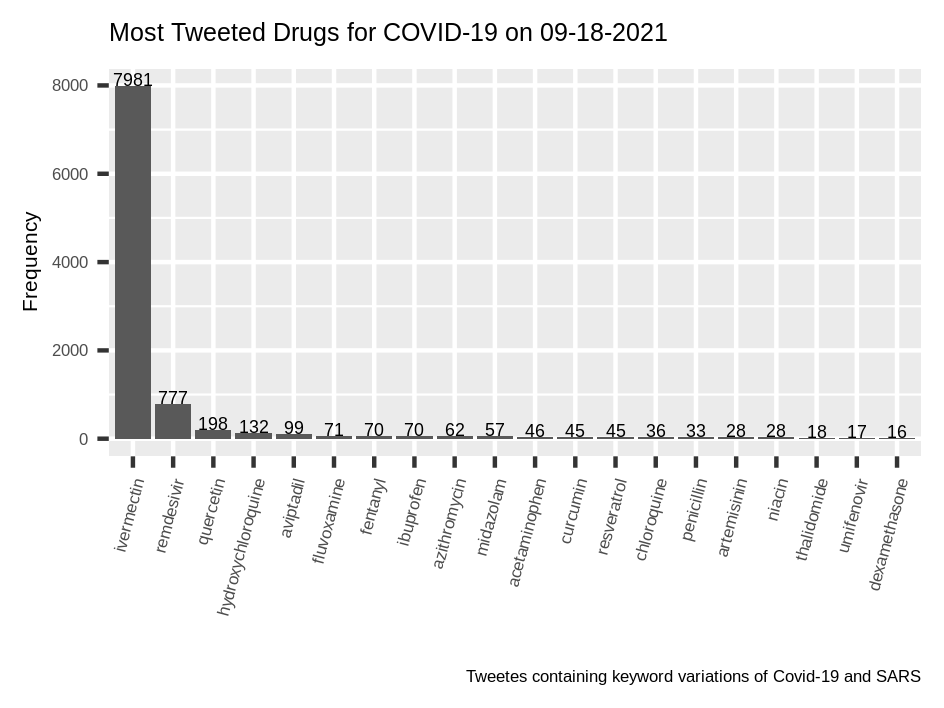 Most Tweeted Drugs for COVID-19 on 09-18-2021
Frequency
8000
6000
4000
2000
0
7981
777
198
132
99
71
70
70
62
57
46
45
45
36
33
28
28
18
17
16
ivermectin
remdesivir
quercetin
hydroxychloroquine
aviptadil
fluvoxamine
fentanyl
ibuprofen
azithromycin
midazolam
acetaminophen
curcumin
resveratrol
chloroquine
penicillin
artemisinin
niacin
thalidomide
umifenovir
dexamethasone
Tweetes containing keyword variations of Covid-19 and SARS